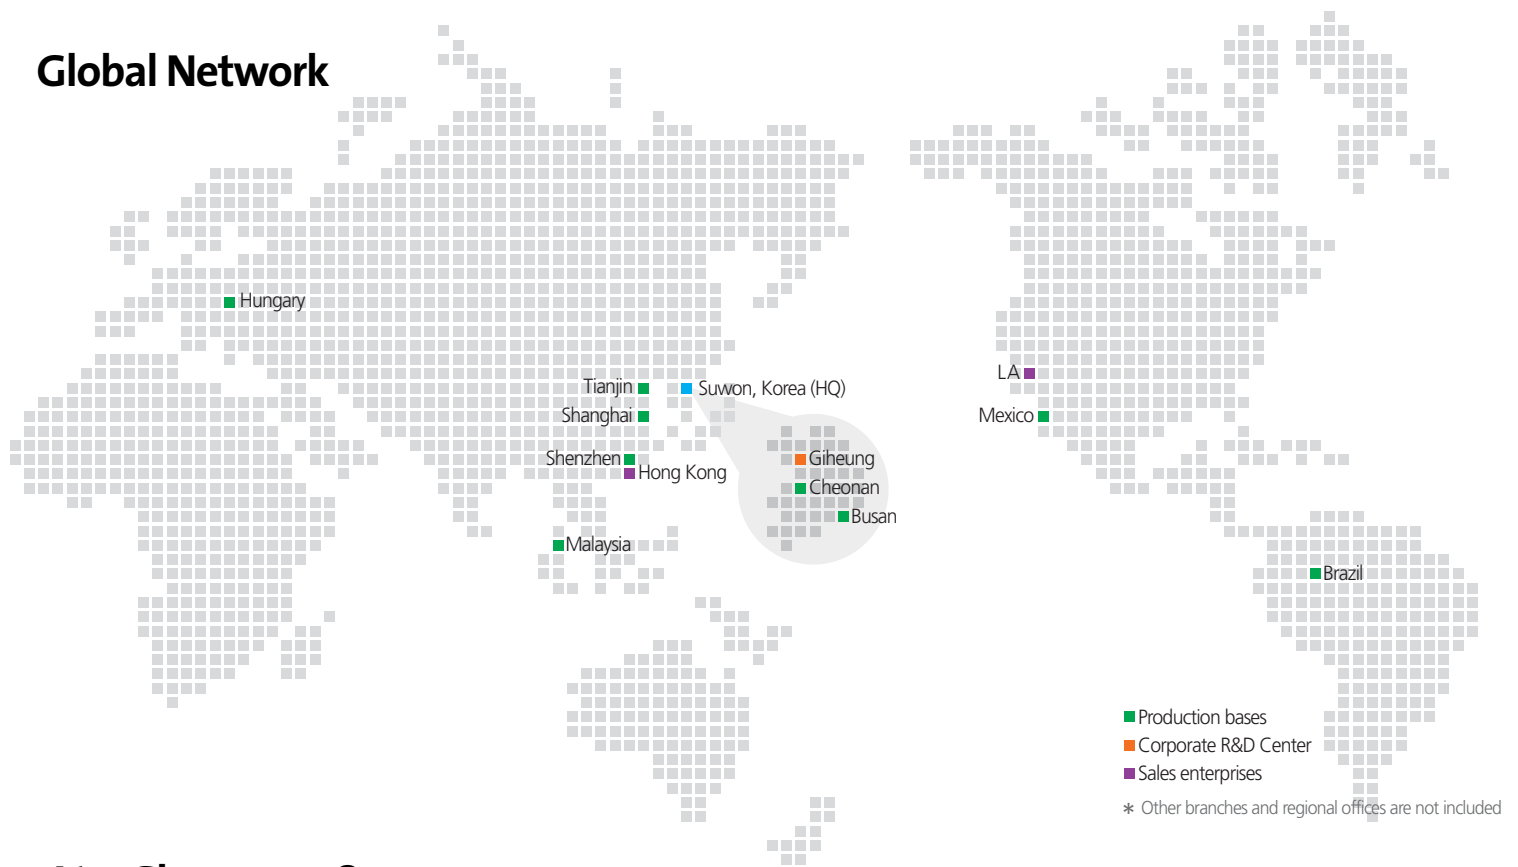 Global Network
Hungary
Tianjin
Suwon, Korea (HQ)
LA
Shanghai
Mexico
Shenzhen
Giheung
Hong Kong
Cheonan
Busan
Malaysia
Brazil
Production bases
Corporate R&D Center
Sales enterprises
* Other branches and regional offices are not included